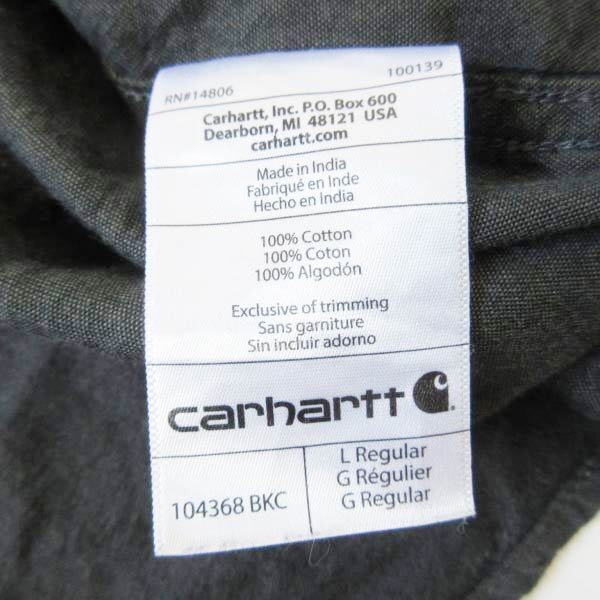 RN#14806 100139
Carhartt, Inc. P.O. Box 600
Dearborn, MI 48121 USA
carhartt.com
Made in India
Fabriqué en Inde
Hecho en india
100% Cotton
100% Coton
100% Algodón
Exclusive of trimming
Sans garniture
Sin incluir adorno
carhartt
104368 BKC
L Regular
G Régulier
G Regular